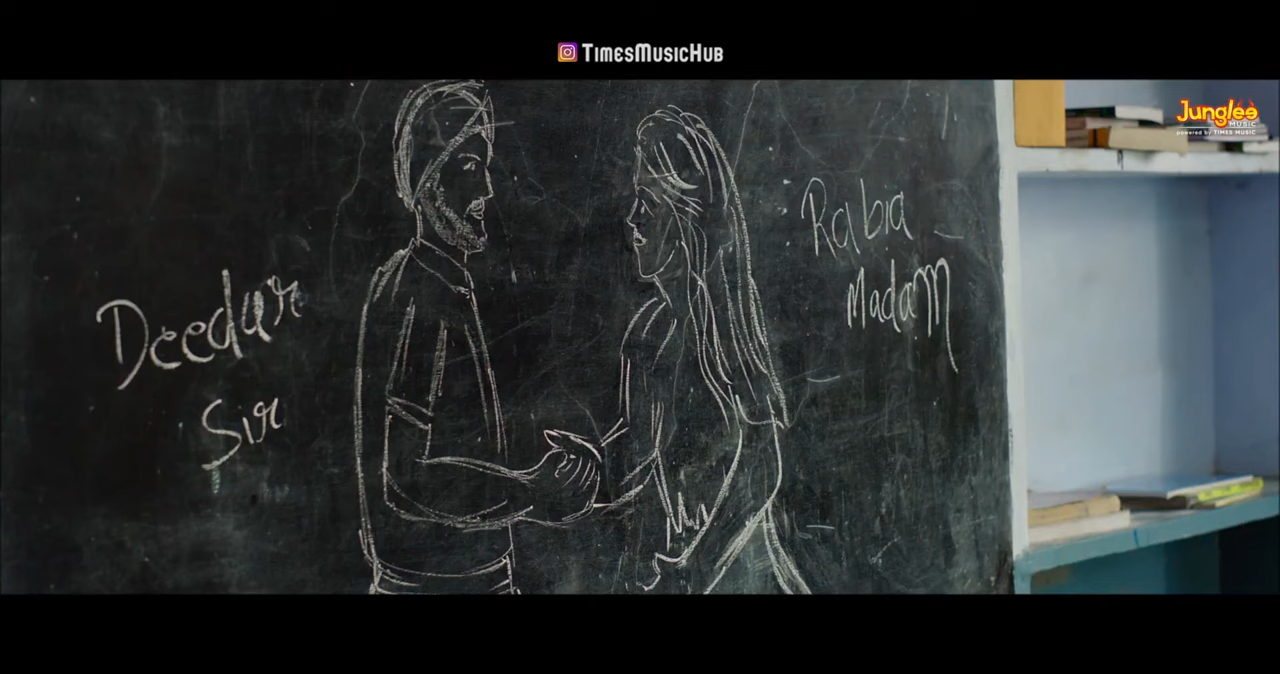 TimesMusicHub
Junglee
MUSIC
powered by TIMES MUSIC
Rabia
Madam
Deedar
Sir